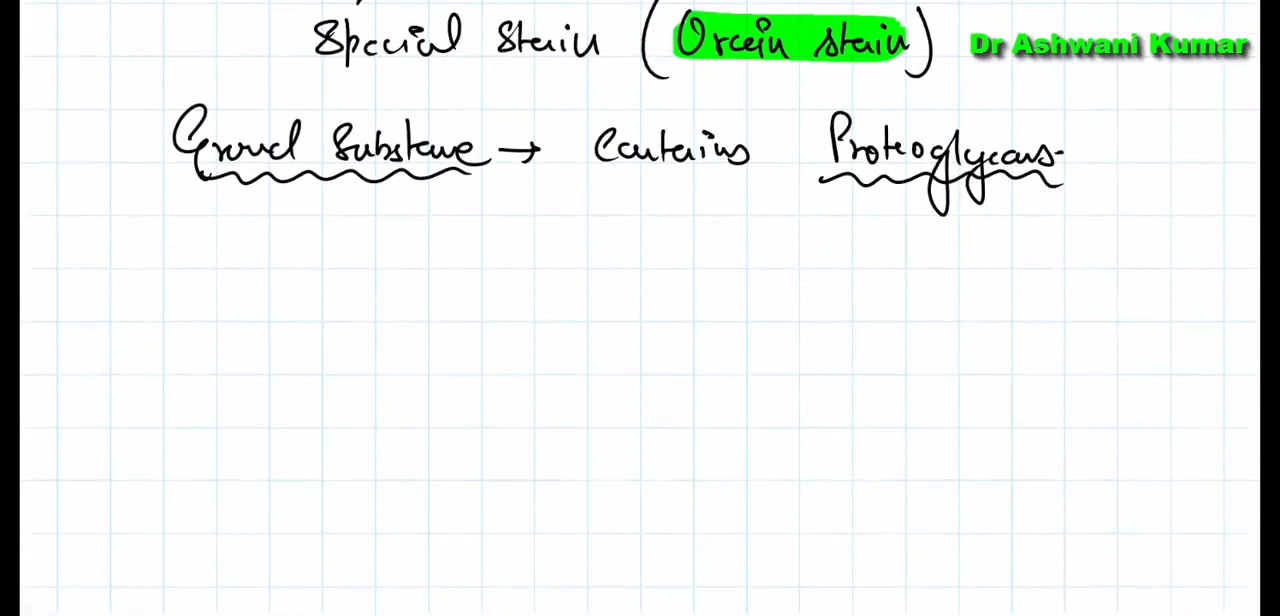 Special Stain (Orcein stain) Dr Ashwani Kumar
Ground Substance → Contains Proteoglycans